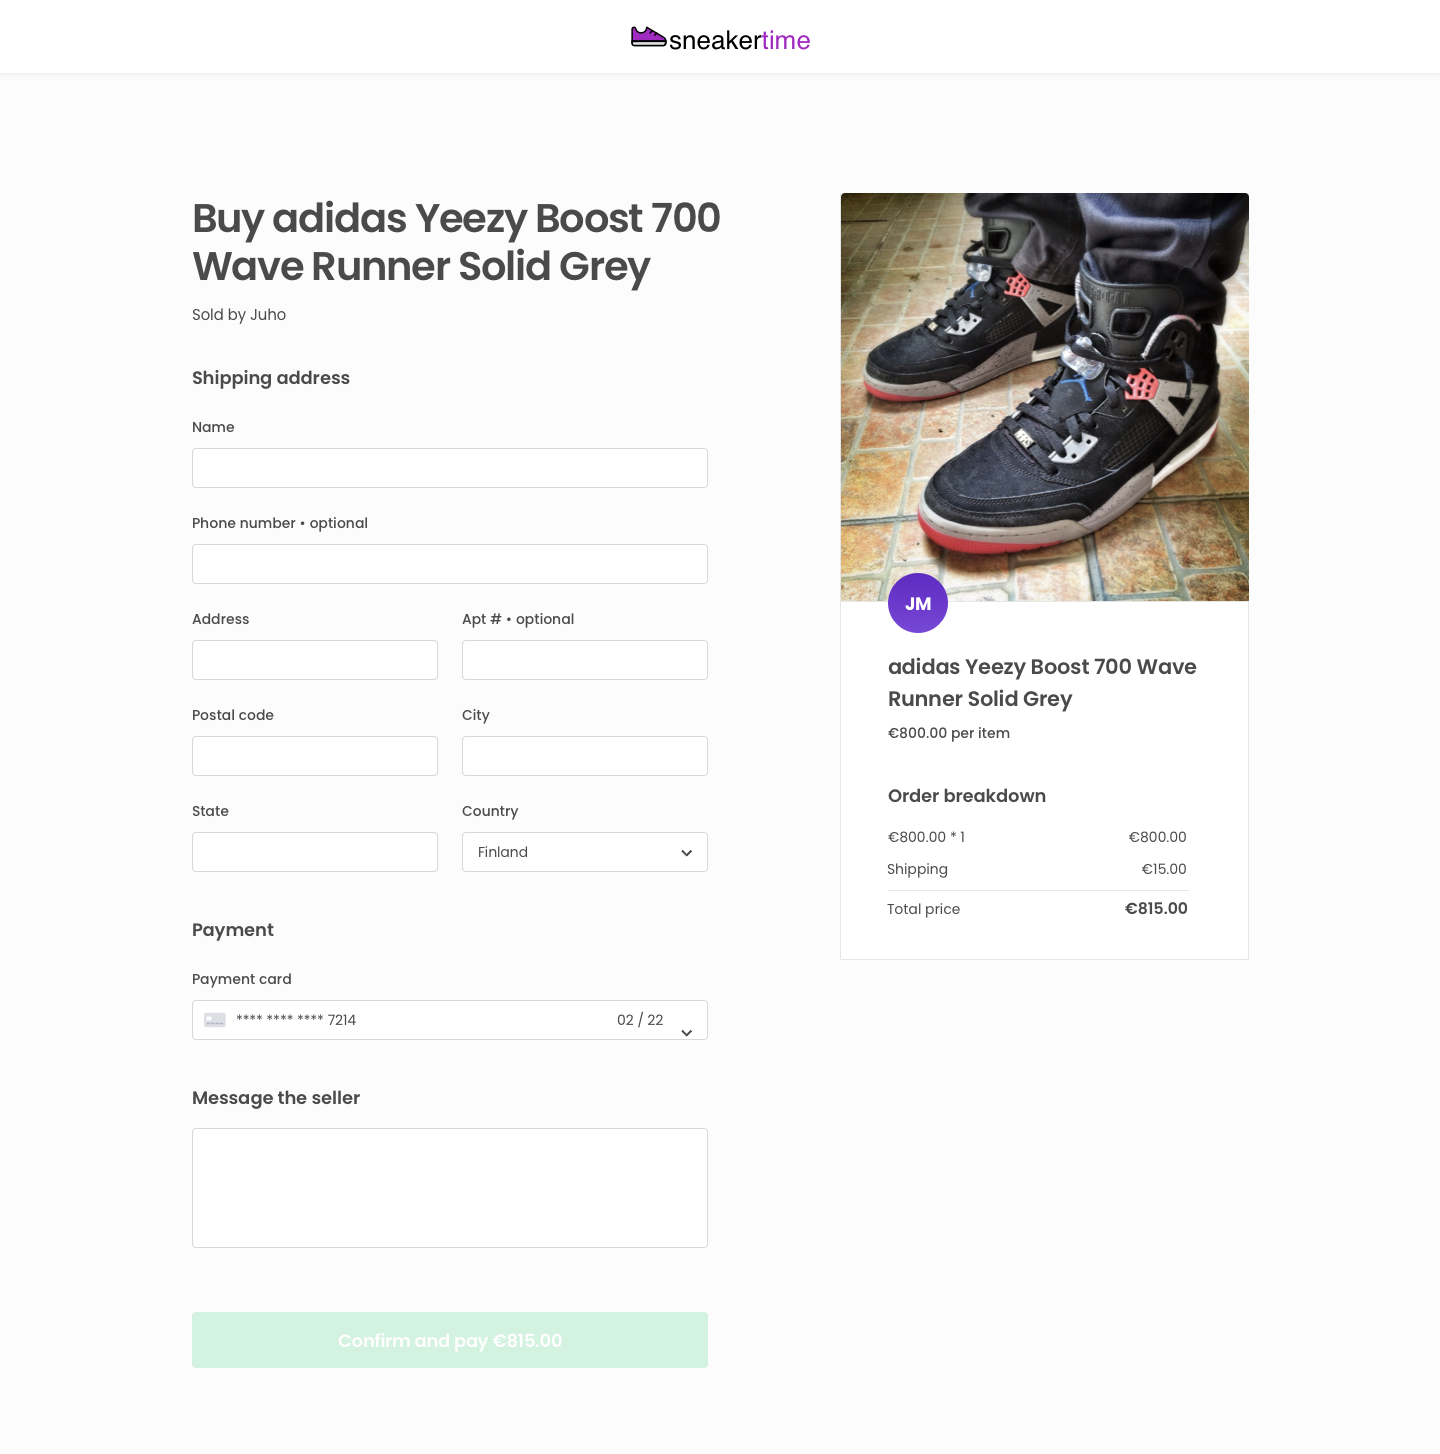 sneakertime
Buy adidas Yeezy Boost 700
Wave Runner Solid Grey
Sold by Juho
Shipping address
Name
Phone number • optional
Address
Apt # • optional
Postal code
City
State
Country
Finland
Payment
Payment card
**** **** **** 7214
02 / 22
Message the seller
Confirm and pay €815.00
JM
adidas Yeezy Boost 700 Wave
Runner Solid Grey
€800.00 per item
Order breakdown
€800.00 * 1
€800.00
Shipping
€15.00
Total price
€815.00